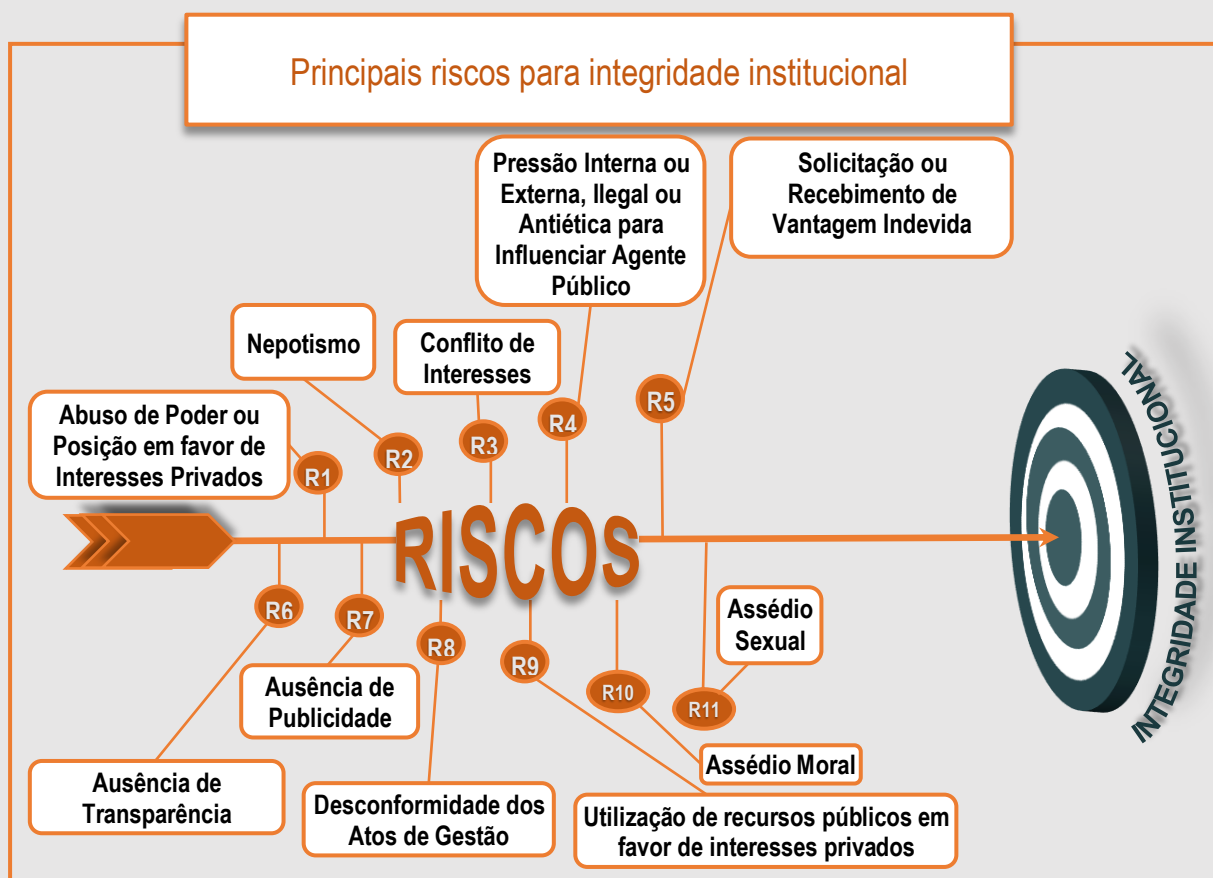 Principais riscos para integridade institucional
Pressão Interna ou
Externa, Ilegal ou
Antiética para
Influenciar Agente
Público
Solicitação ou
Recebimento de
Vantagem Indevida
Nepotismo
Conflito de
Interesses
Abuso de Poder ou
Posição em favor de
Interesses Privados
R1
R2
R3
R4
R5
RISCOS
INTEGRIDADE INSTITUCIONAL
R6
R7
R8
R9
R10
R11
Assédio
Sexual
Ausência de
Publicidade
Assédio Moral
Ausência de
Transparência
Desconformidade dos
Atos de Gestão
Utilização de recursos públicos em
favor de interesses privados